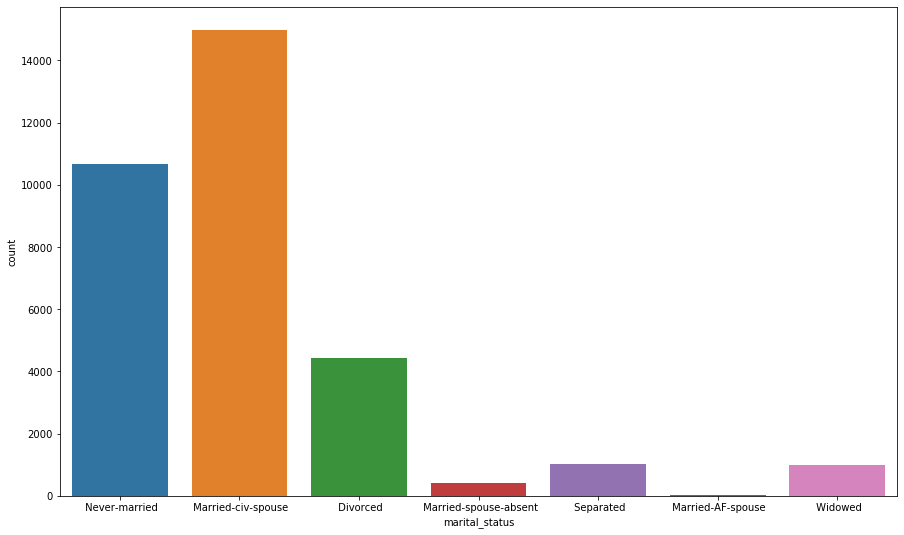 14000
12000
10000
8000
6000
4000
2000
0
count
Never-married Married-civ-spouse Divorced Married-spouse-absent Separated Married-AF-spouse Widowed
marital_status